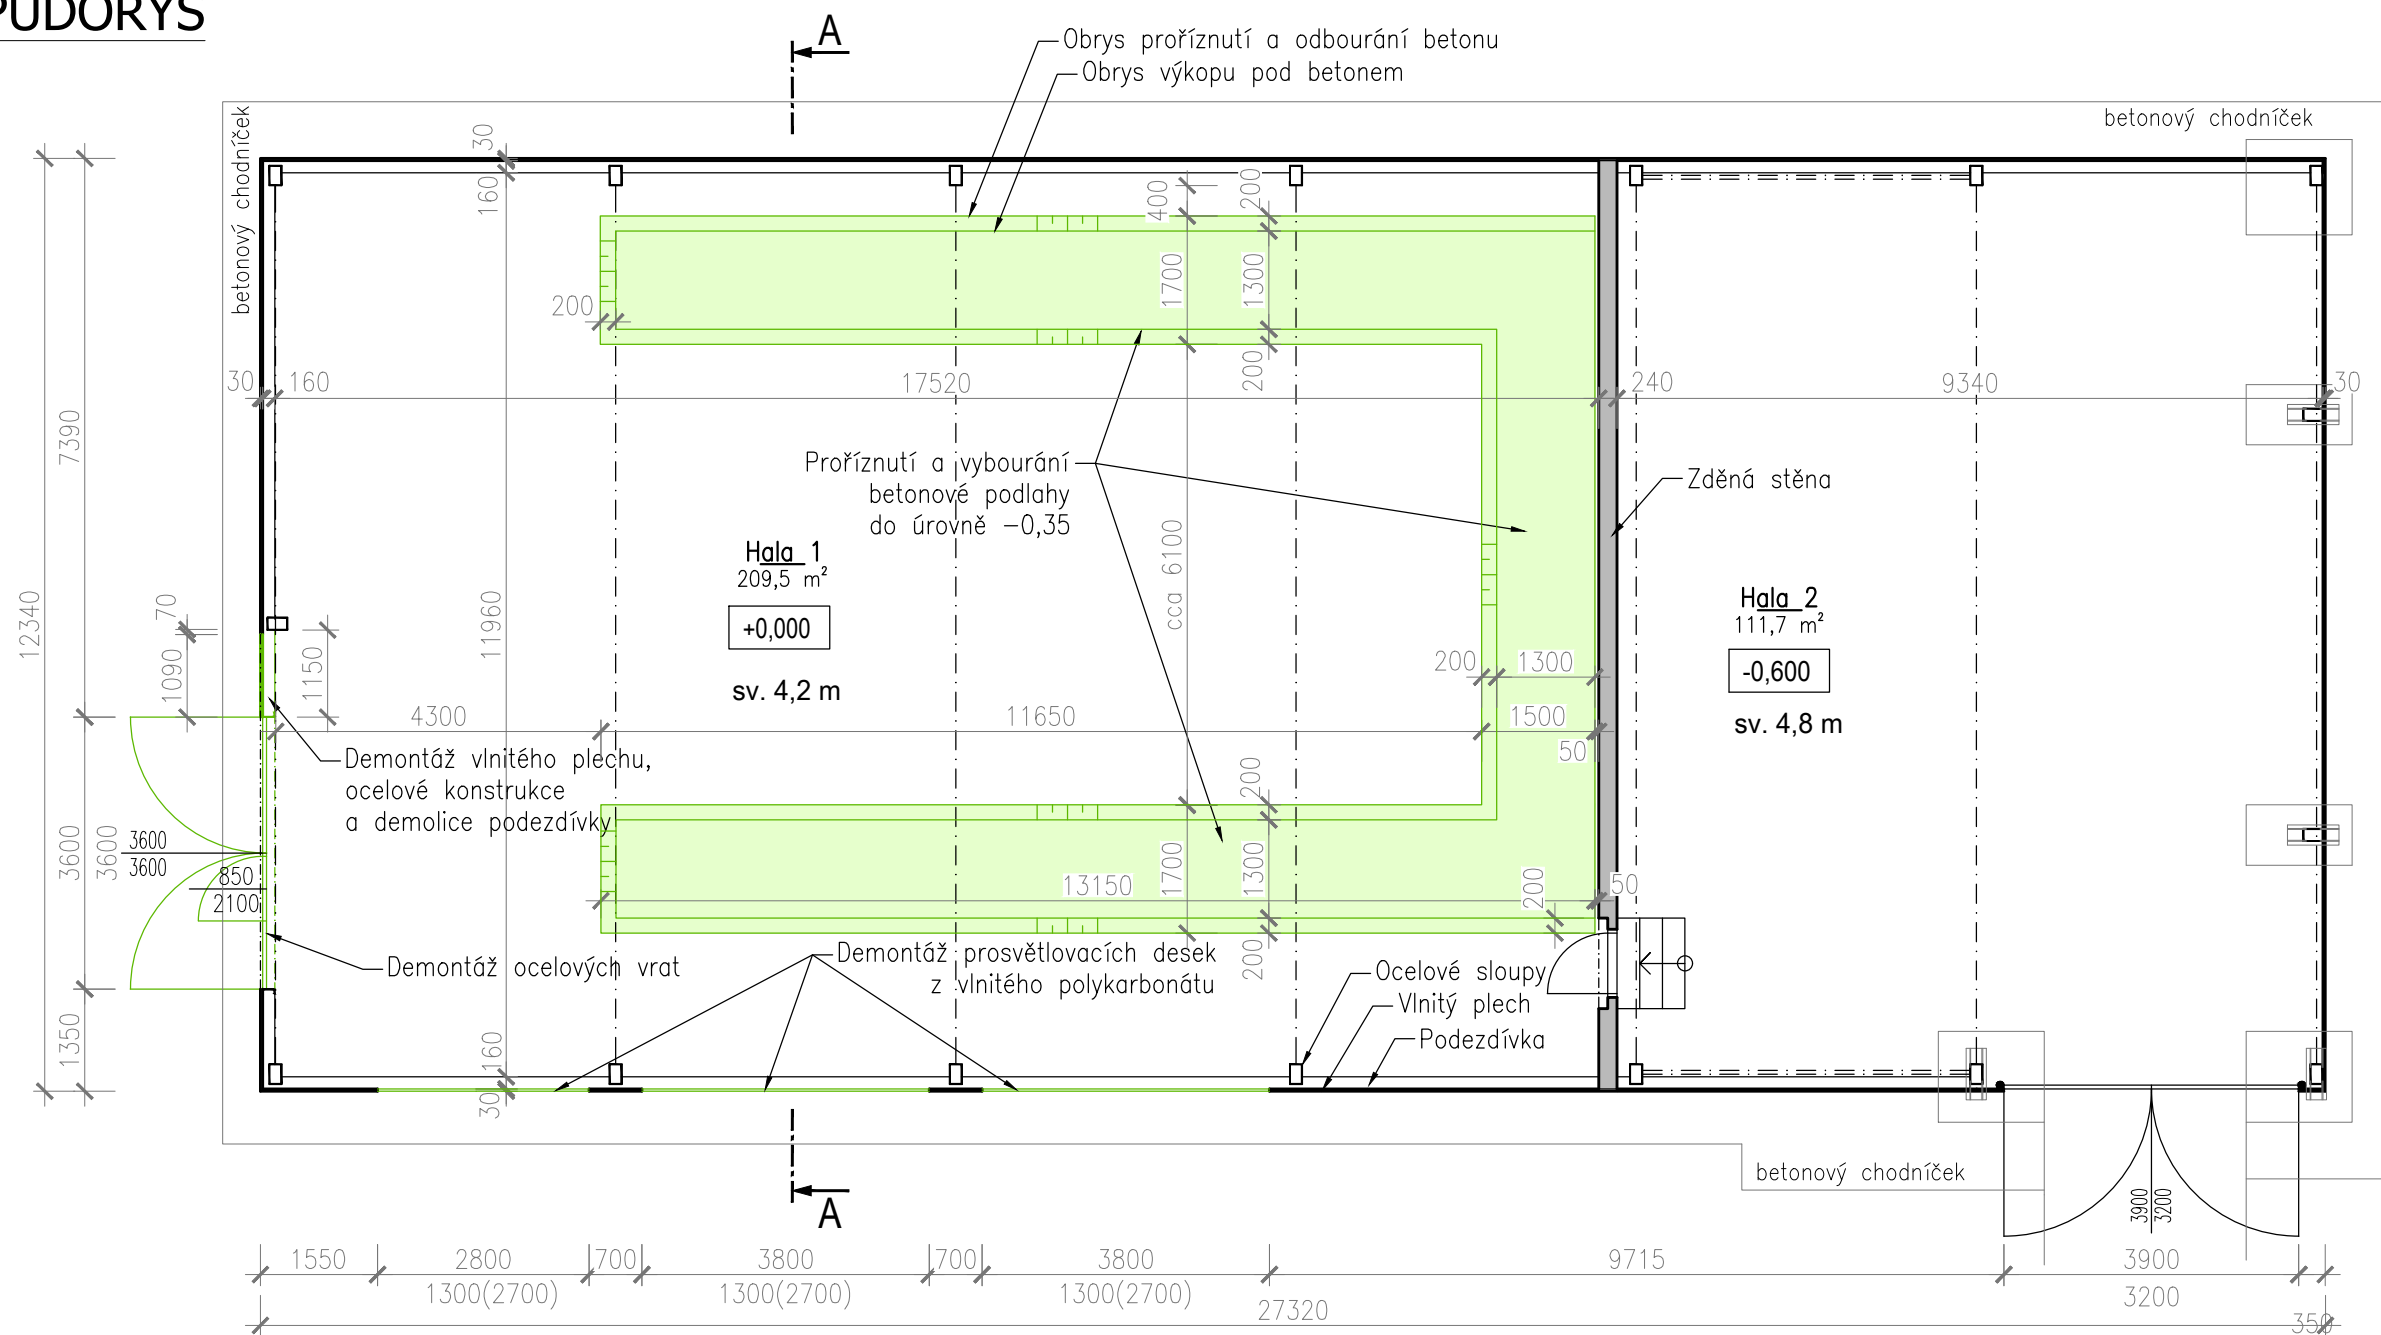 PŮDORYS
A
Obrys proříznutí a odbourání betonu
Obrys výkopu pod betonem
betonový chodníček
betonový chodníček
30
160
400
200
1700
1300
200
200
30
160
17520
240
9340
30
7390
12340
Proříznutí a vybourání
betonové podlahy
do úrovně -0,35
Zděná stěna
cca 6100
Hala 1
209,5 m²
+0,000
sv. 4,2 m
Hala 2
111,7 m²
-0,600
sv. 4,8 m
70
1090
1150
11960
200
1300
4300
11650
1500
50
Demontáž vlnitého plechu,
ocelové konstrukce
a demolice podezdívky
3600
3600
3600
3600
850
2100
200
1700
1300
13150
200
50
200
Demontáž ocelových vrat
Demontáž prosvětlovacích desek
z vlnitého polykarbonátu
Ocelové sloupy
Vlnitý plech
Podezdívka
1350
160
30
betonový chodníček
A
3900
3200
1550
2800
700
3800
700
3800
9715
3900
1300(2700)
1300(2700)
1300(2700)
3200
27320
350